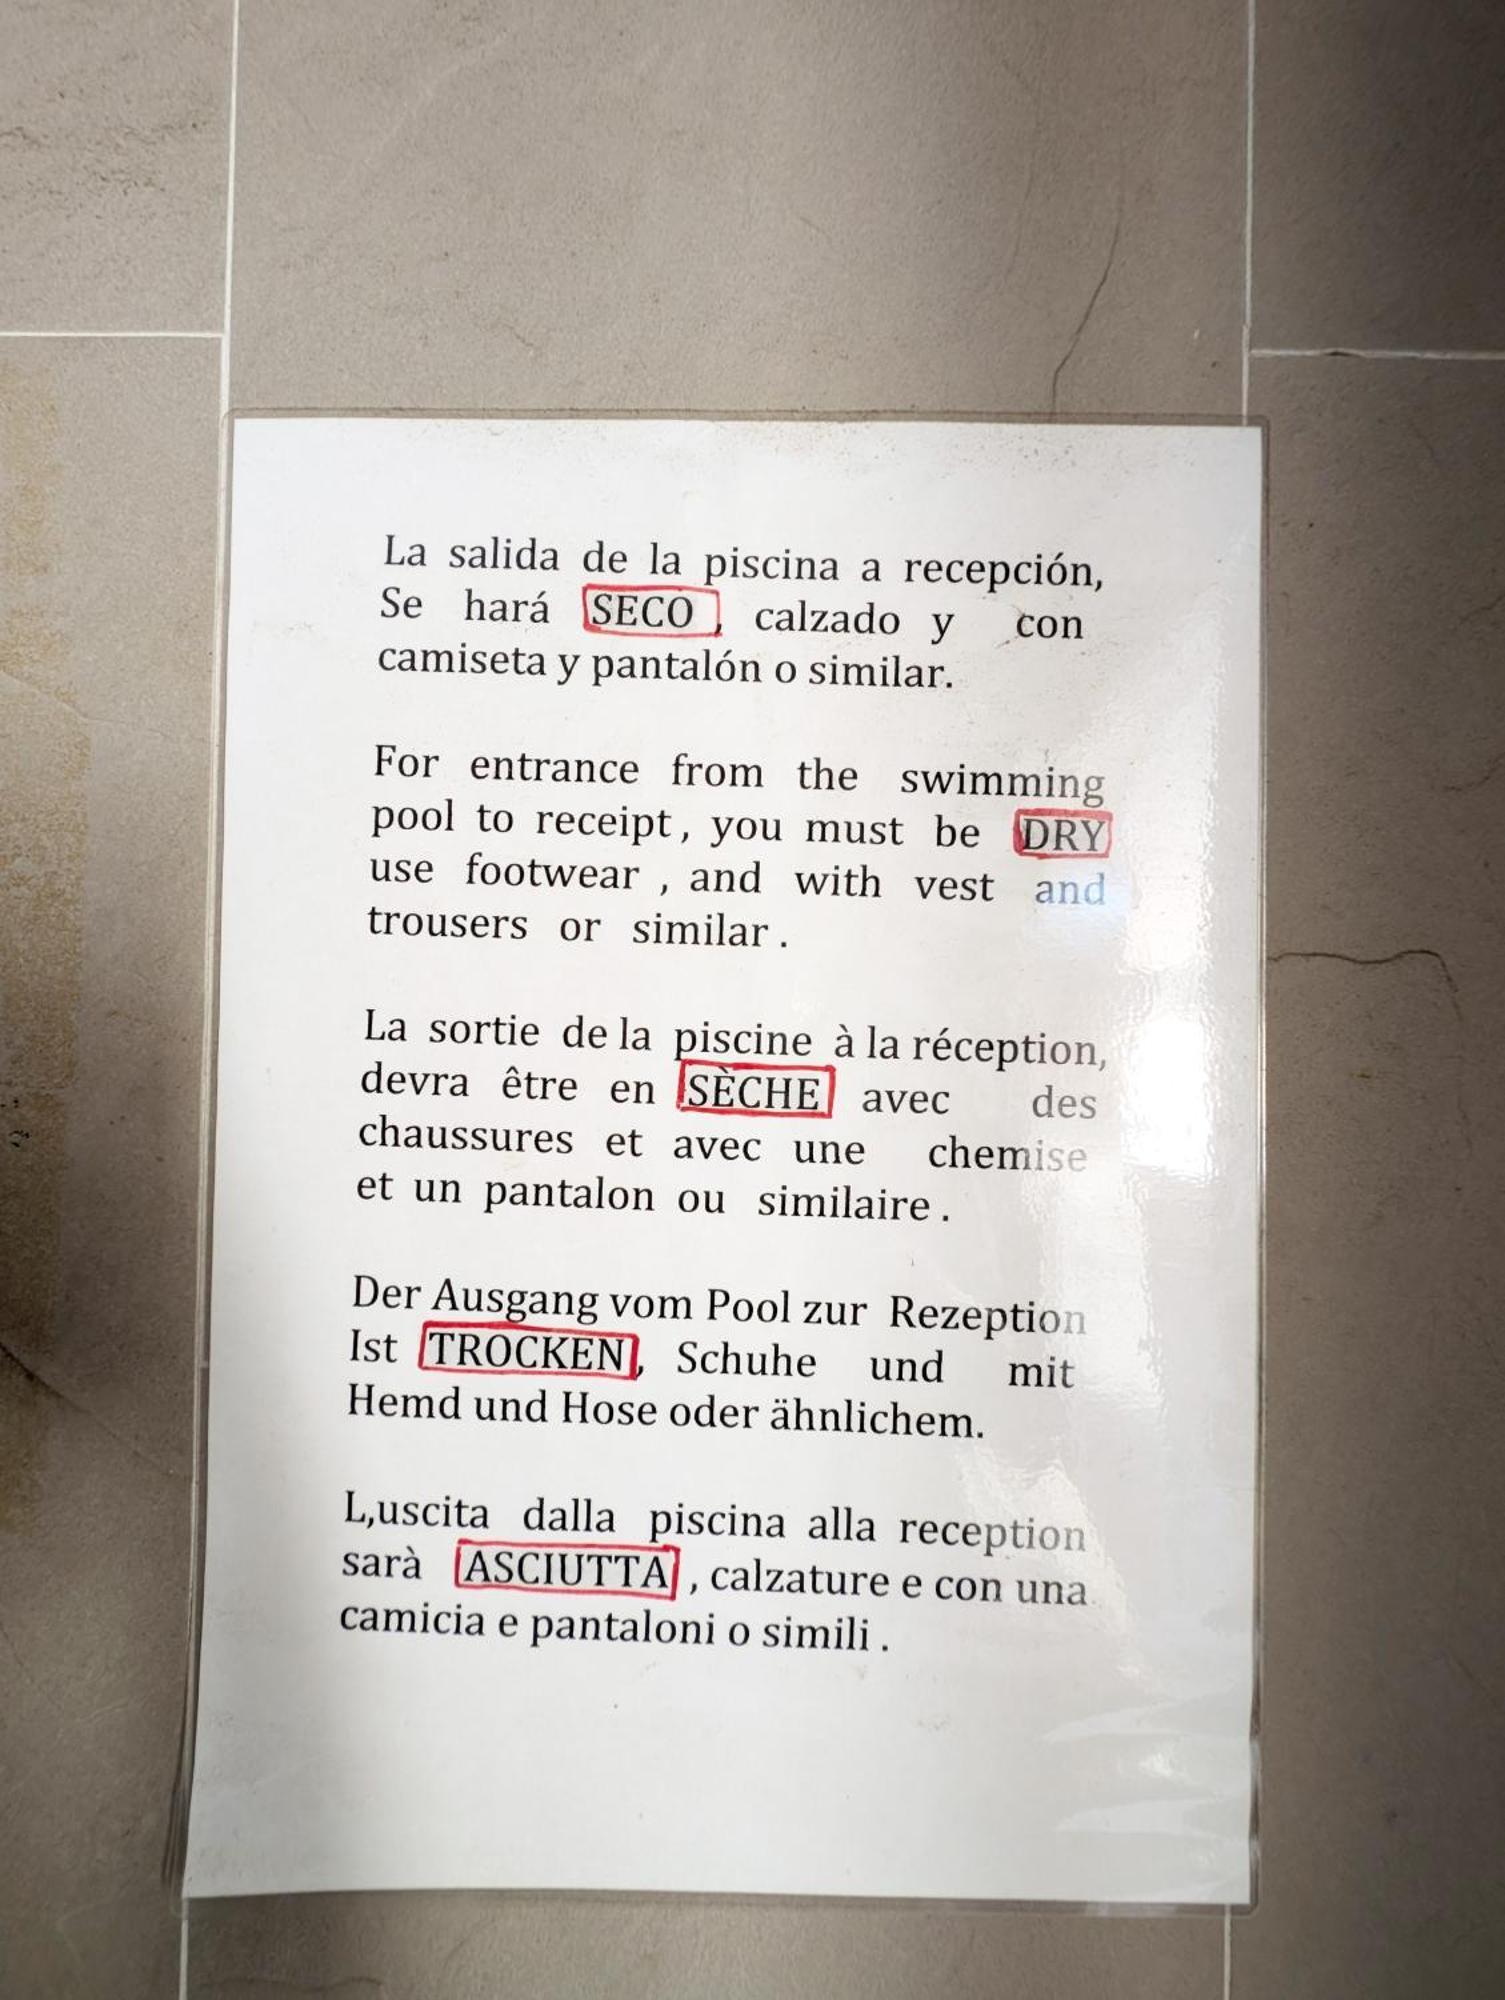 La salida de la piscina a recepción,
Se hará SECO , calzado y con
camiseta y pantalón o similar.
For entrance from the swimming
pool to receipt, you must be DRY
use footwear , and with vest and
trousers or similar .
La sortie de la piscine à la réception,
devra être en SÈCHE avec des
chaussures et avec une chemise
et un pantalon ou similaire .
Der Ausgang vom Pool zur Rezeption
Ist TROCKEN, Schuhe und mit
Hemd und Hose oder ähnlichem.
L,uscita dalla piscina alla reception
sarà ASCIUTTA , calzature e con una
camicia e pantaloni o simili .